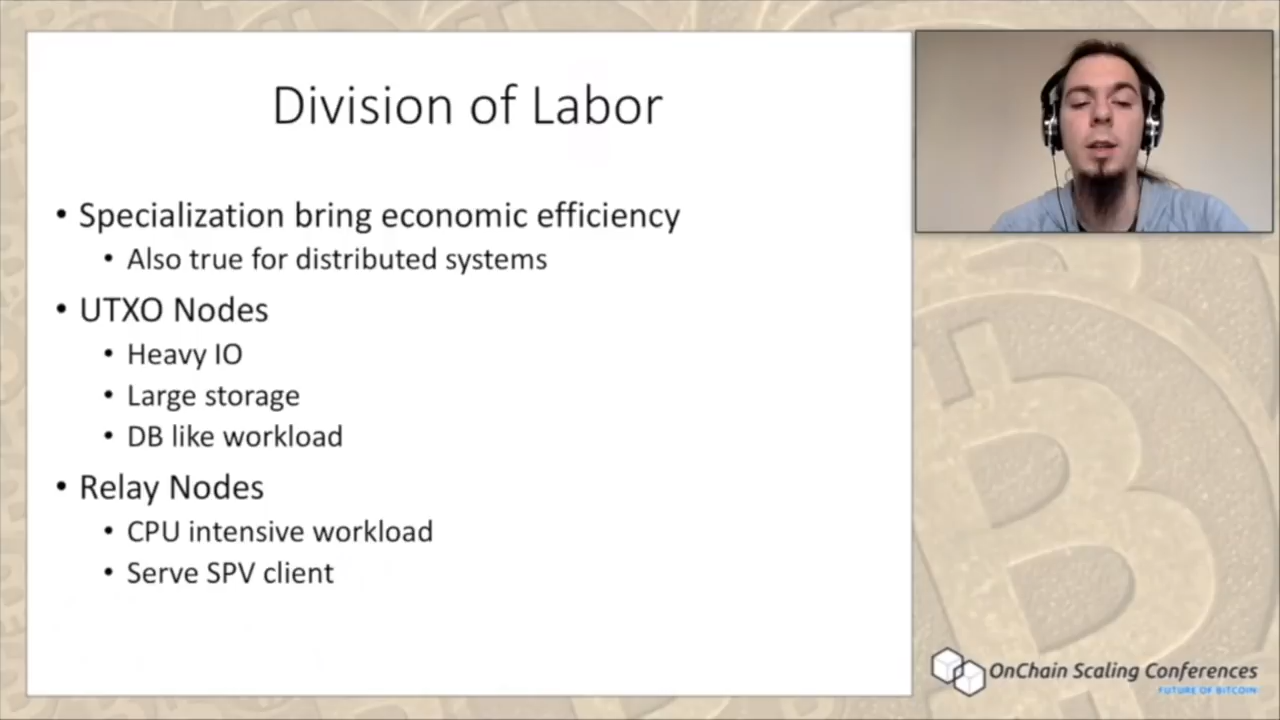 Division of Labor
• Specialization bring economic efficiency
• Also true for distributed systems
• UTXO Nodes
• Heavy IO
• Large storage
• DB like workload
• Relay Nodes
• CPU intensive workload
• Serve SPV client
OnChain Scaling Conferences
FUTURE OF BITCOIN